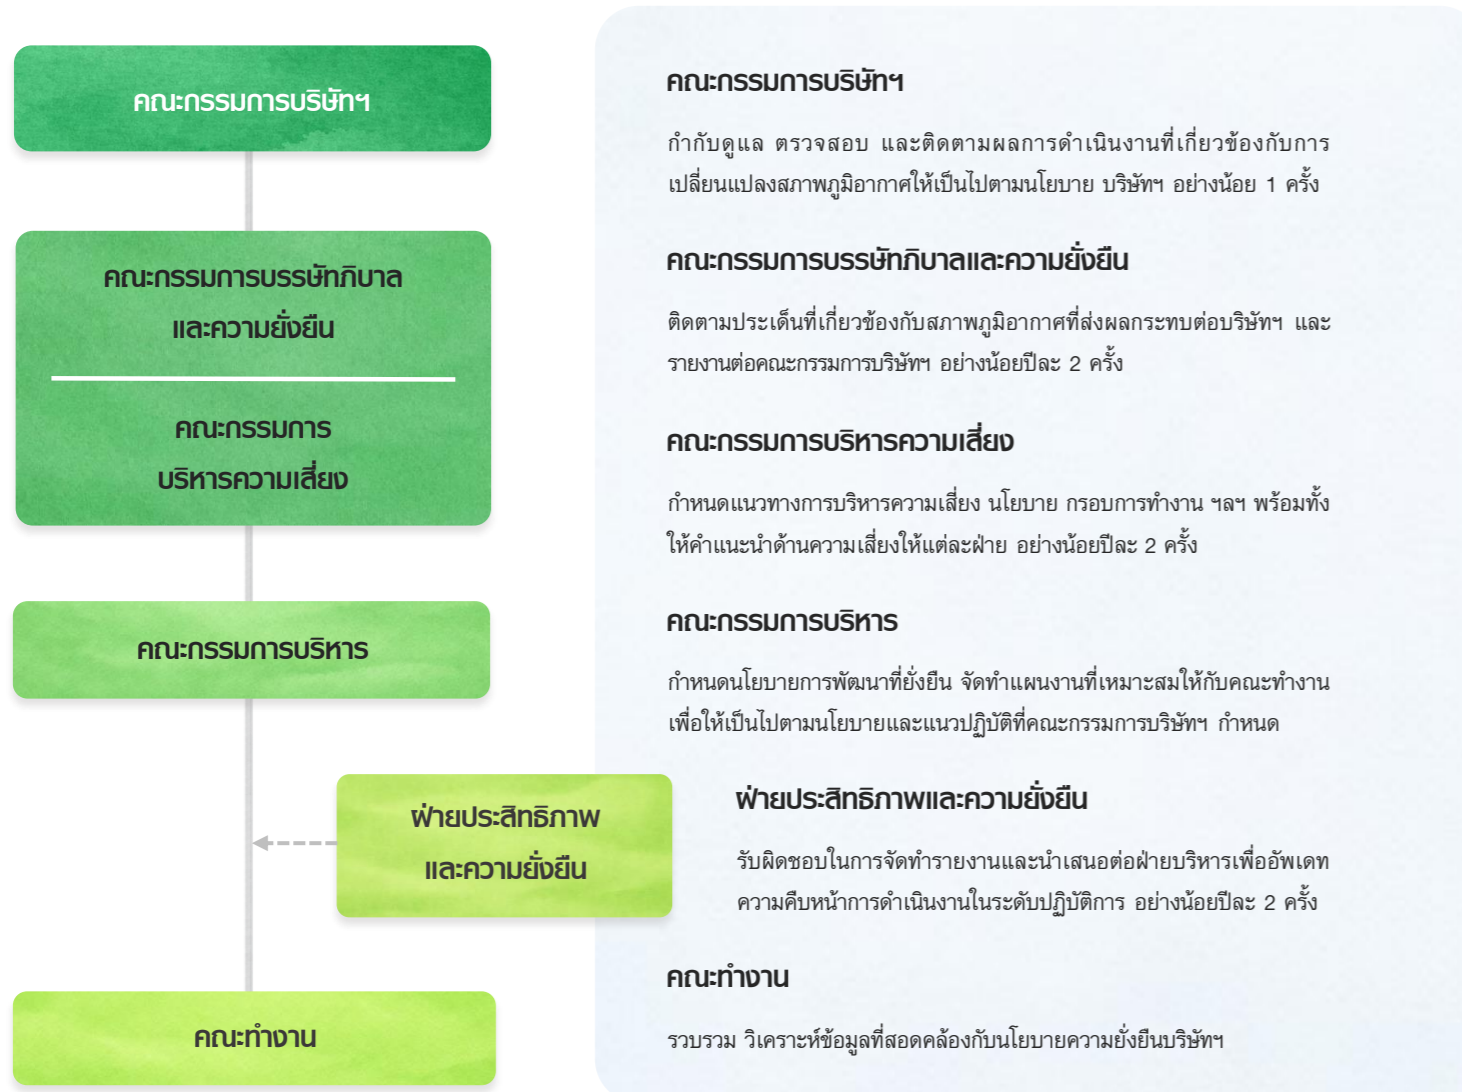 คณะกรรมการบริษัทฯ
คณะกรรมการบรรษัทภิบาล
และความยั่งยืน
คณะกรรมการ
บริหารความเสี่ยง
คณะกรรมการบริหาร
ฝ่ายประสิทธิภาพ
และความยั่งยืน
คณะทำงาน
คณะกรรมการบริษัทฯ
กำกับดูแล ตรวจสอบ และติดตามผลการดำเนินงานที่เกี่ยวข้องกับการ
เปลี่ยนแปลงสภาพภูมิอากาศให้เป็นไปตามนโยบาย บริษัทฯ อย่างน้อย 1 ครั้ง
คณะกรรมการบรรษัทภิบาลและความยั่งยืน
ติดตามประเด็นที่เกี่ยวข้องกับสภาพภูมิอากาศที่ส่งผลกระทบต่อบริษัทฯ และ
รายงานต่อคณะกรรมการบริษัทฯ อย่างน้อยปีละ 2 ครั้ง
คณะกรรมการบริหารความเสี่ยง
กำหนดแนวทางการบริหารความเสี่ยง นโยบาย กรอบการทำงาน ฯลฯ พร้อมทั้ง
ให้คำแนะนำด้านความเสี่ยงให้แต่ละฝ่าย อย่างน้อยปีละ 2 ครั้ง
คณะกรรมการบริหาร
กำหนดนโยบายการพัฒนาที่ยั่งยืน จัดทำแผนงานที่เหมาะสมให้กับคณะทำงาน
เพื่อให้เป็นไปตามนโยบายและแนวปฏิบัติที่คณะกรรมการบริษัทฯ กำหนด
ฝ่ายประสิทธิภาพและความยั่งยืน
รับผิดชอบในการจัดทำรายงานและนำเสนอต่อฝ่ายบริหารเพื่ออัพเดท
ความคืบหน้าการดำเนินงานในระดับปฏิบัติการ อย่างน้อยปีละ 2 ครั้ง
คณะทำงาน
รวบรวม วิเคราะห์ข้อมูลที่สอดคล้องกับนโยบายความยั่งยืนบริษัทฯ